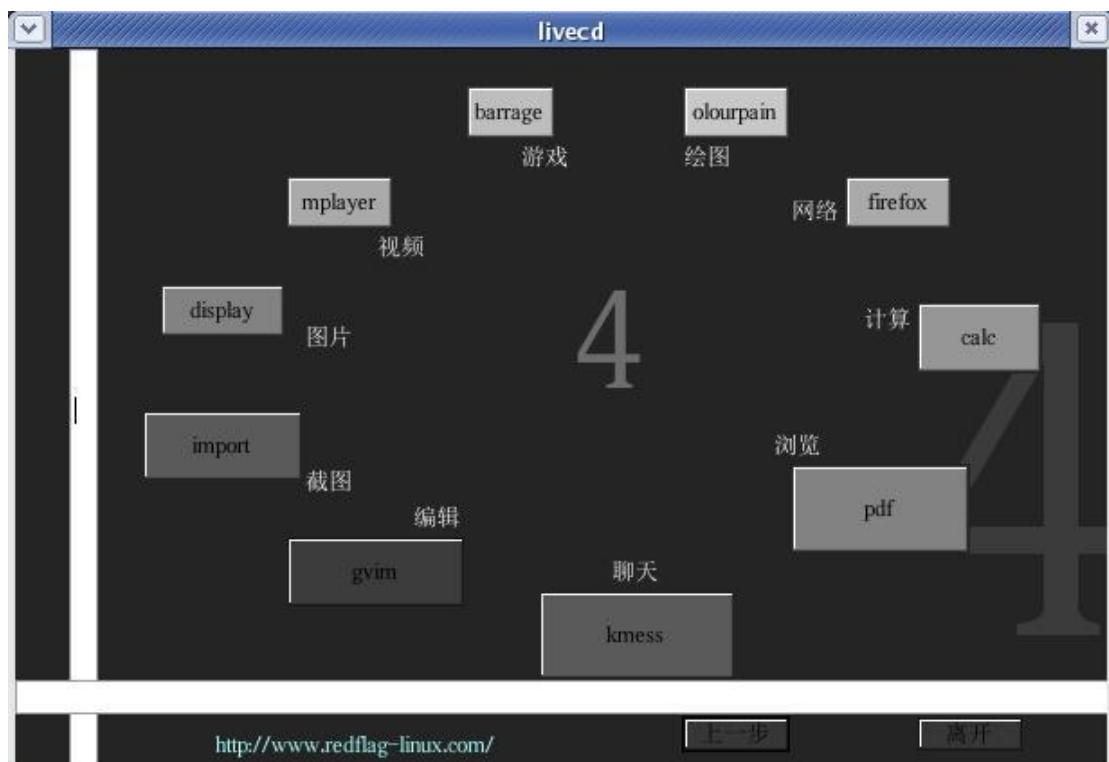 livecd
barrage
olourpain
游戏
绘图
mplayer
网络
firefox
视频
display
图片
4
计算
calc
4
import
截图
浏览
pdf
编辑
gvim
聊天
kmess
http://www.redflag-linux.com/
上一步
离开